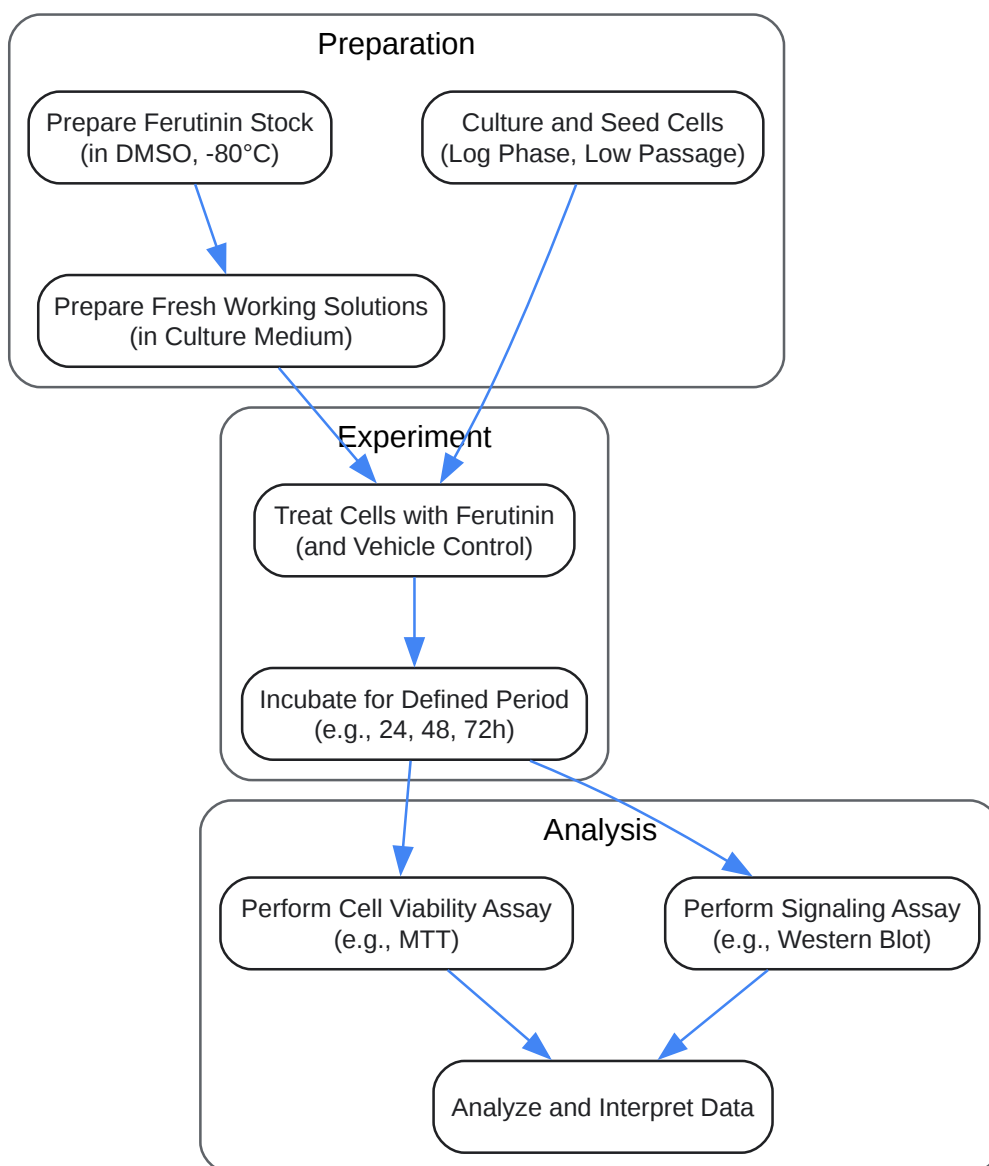 Preparation
Prepare Ferutinin Stock
(in DMSO, -80°C)
Culture and Seed Cells
(Log Phase, Low Passage)
Prepare Fresh Working Solutions
(in Culture Medium)
Experiment
Treat Cells with Ferutinin
(and Vehicle Control)
Incubate for Defined Period
(e.g., 24, 48, 72h)
Analysis
Perform Cell Viability Assay
(e.g., MTT)
Perform Signaling Assay
(e.g., Western Blot)
Analyze and Interpret Data